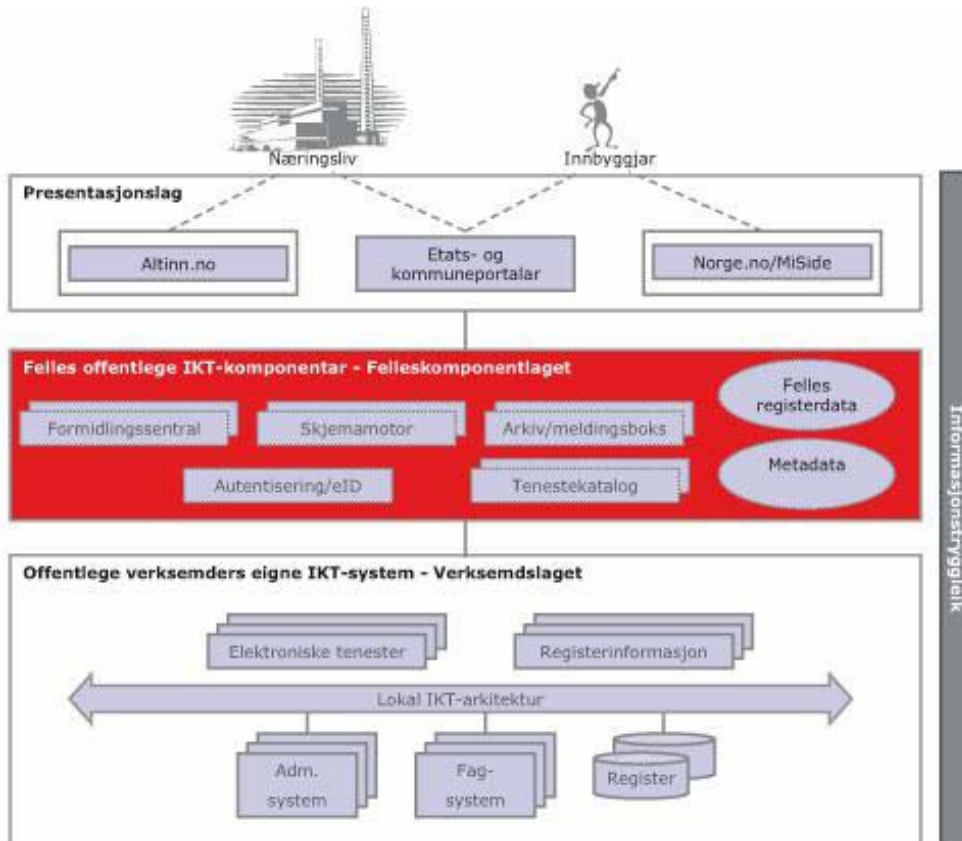 Næringsliv
Innbyggjar
Presentasjonslag
Altinn.no
Etats- og
kommuneportalar
Norge.no/MiSide
Felles offentlege IKT-komponentar - Felleskomponentlaget
Felles
registerdata
Formidlingssentral
Skjemamotor
Arkiv/meldingsboks
Metadata
Autentisering/eID
Tenestekatalog
Offentlege verksemders eigne IKT-system - Verksemdslaget
Elektroniske tenester
Registerinformasjon
Lokal IKT-arkitektur
Adm.
system
Fag-
system
Register
Informasjonstryggleik